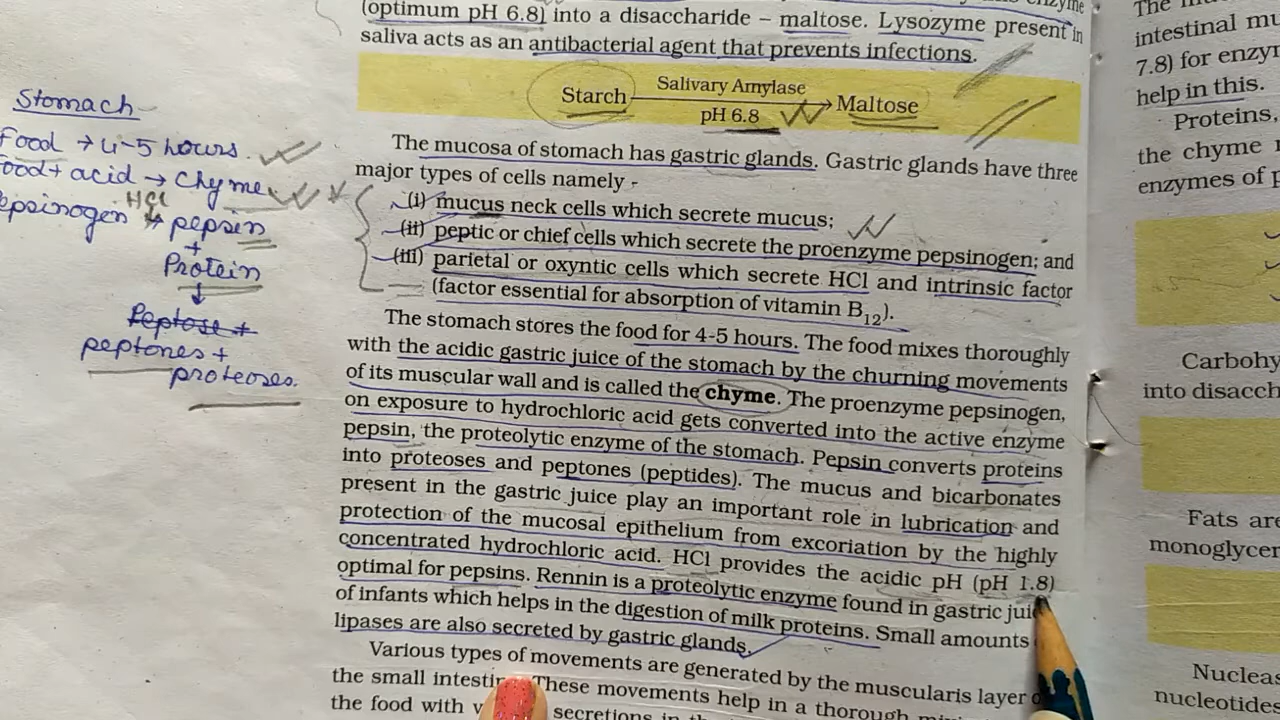 enzyme
(optimum pH 6.8) into a disaccharide – maltose. Lysozyme present in
saliva acts as an antibacterial agent that prevents infections.
Starch Salivary Amylase pH 6.8 Maltose
The mucosa of stomach has gastric glands. Gastric glands have three
major types of cells namely -
(i) mucus neck cells which secrete mucus;
(ii) peptic or chief cells which secrete the proenzyme pepsinogen; and
(iii) parietal or oxyntic cells which secrete HCl and intrinsic factor
(factor essential for absorption of vitamin B12).
The stomach stores the food for 4-5 hours. The food mixes thoroughly
with the acidic gastric juice of the stomach by the churning movements
of its muscular wall and is called the chyme. The proenzyme pepsinogen,
on exposure to hydrochloric acid gets converted into the active enzyme
pepsin, the proteolytic enzyme of the stomach. Pepsin converts proteins
into proteoses and peptones (peptides). The mucus and bicarbonates
present in the gastric juice play an important role in lubrication and
protection of the mucosal epithelium from excoriation by the highly
concentrated hydrochloric acid. HCl provides the acidic pH (pH 1.8)
optimal for pepsins. Rennin is a proteolytic enzyme found in gastric
of infants which helps in the digestion of milk proteins. Small amounts
lipases are also secreted by gastric glands.
Various types of movements are generated by the muscularis layer
the small These movements help in a thorough
the food with secretions in the
Stomach
Food → 4-5 hours
Food + acid → Chyme
pepsinogen HCl → pepsin
+
Protein
↓
Peptose +
peptones +
proteoses.
The
intestinal
7.8) for
help in this.
Proteins,
the chyme
enzymes of
into
Fats are